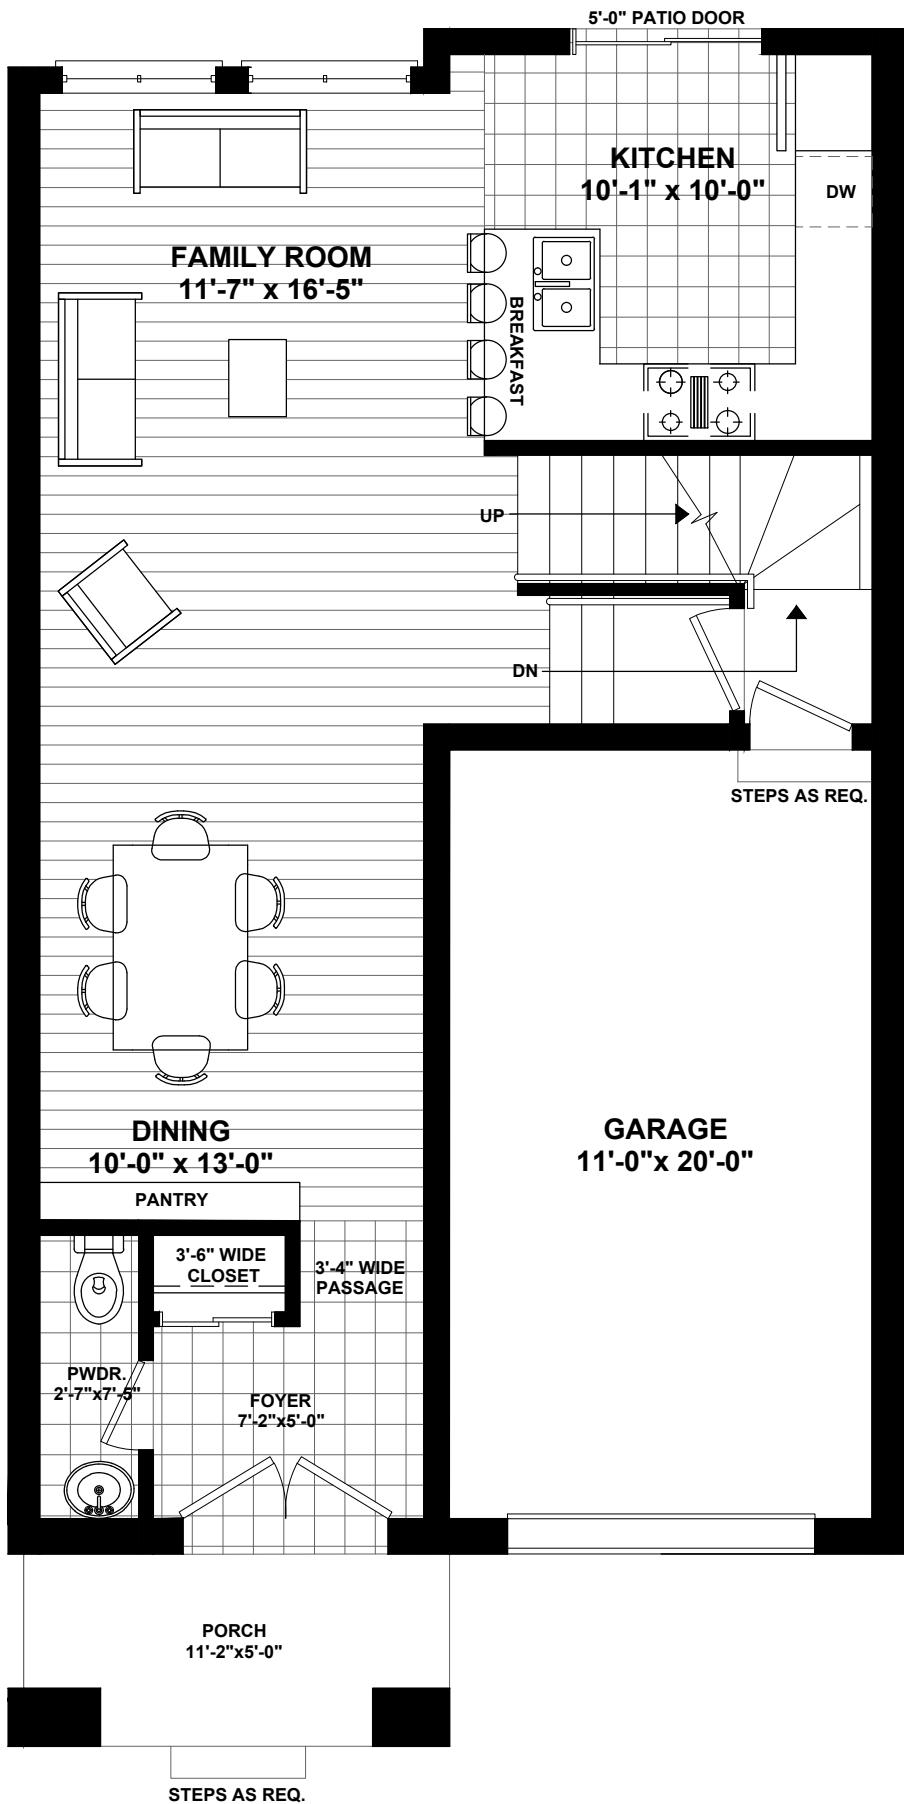 5'-0" PATIO DOOR
KITCHEN
10'-1" x 10'-0"
DW
FAMILY ROOM
11'-7" x 16'-5"
BREAKFAST
UP
DN
STEPS AS REQ.
DINING
10'-0" x 13'-0"
PANTRY
GARAGE
11'-0"x 20'-0"
3'-6" WIDE
CLOSET
3'-4" WIDE
PASSAGE
PWDR.
2'-7"x7'-5"
FOYER
7'-2"x5'-0"
PORCH
11'-2"x5'-0"
STEPS AS REQ.